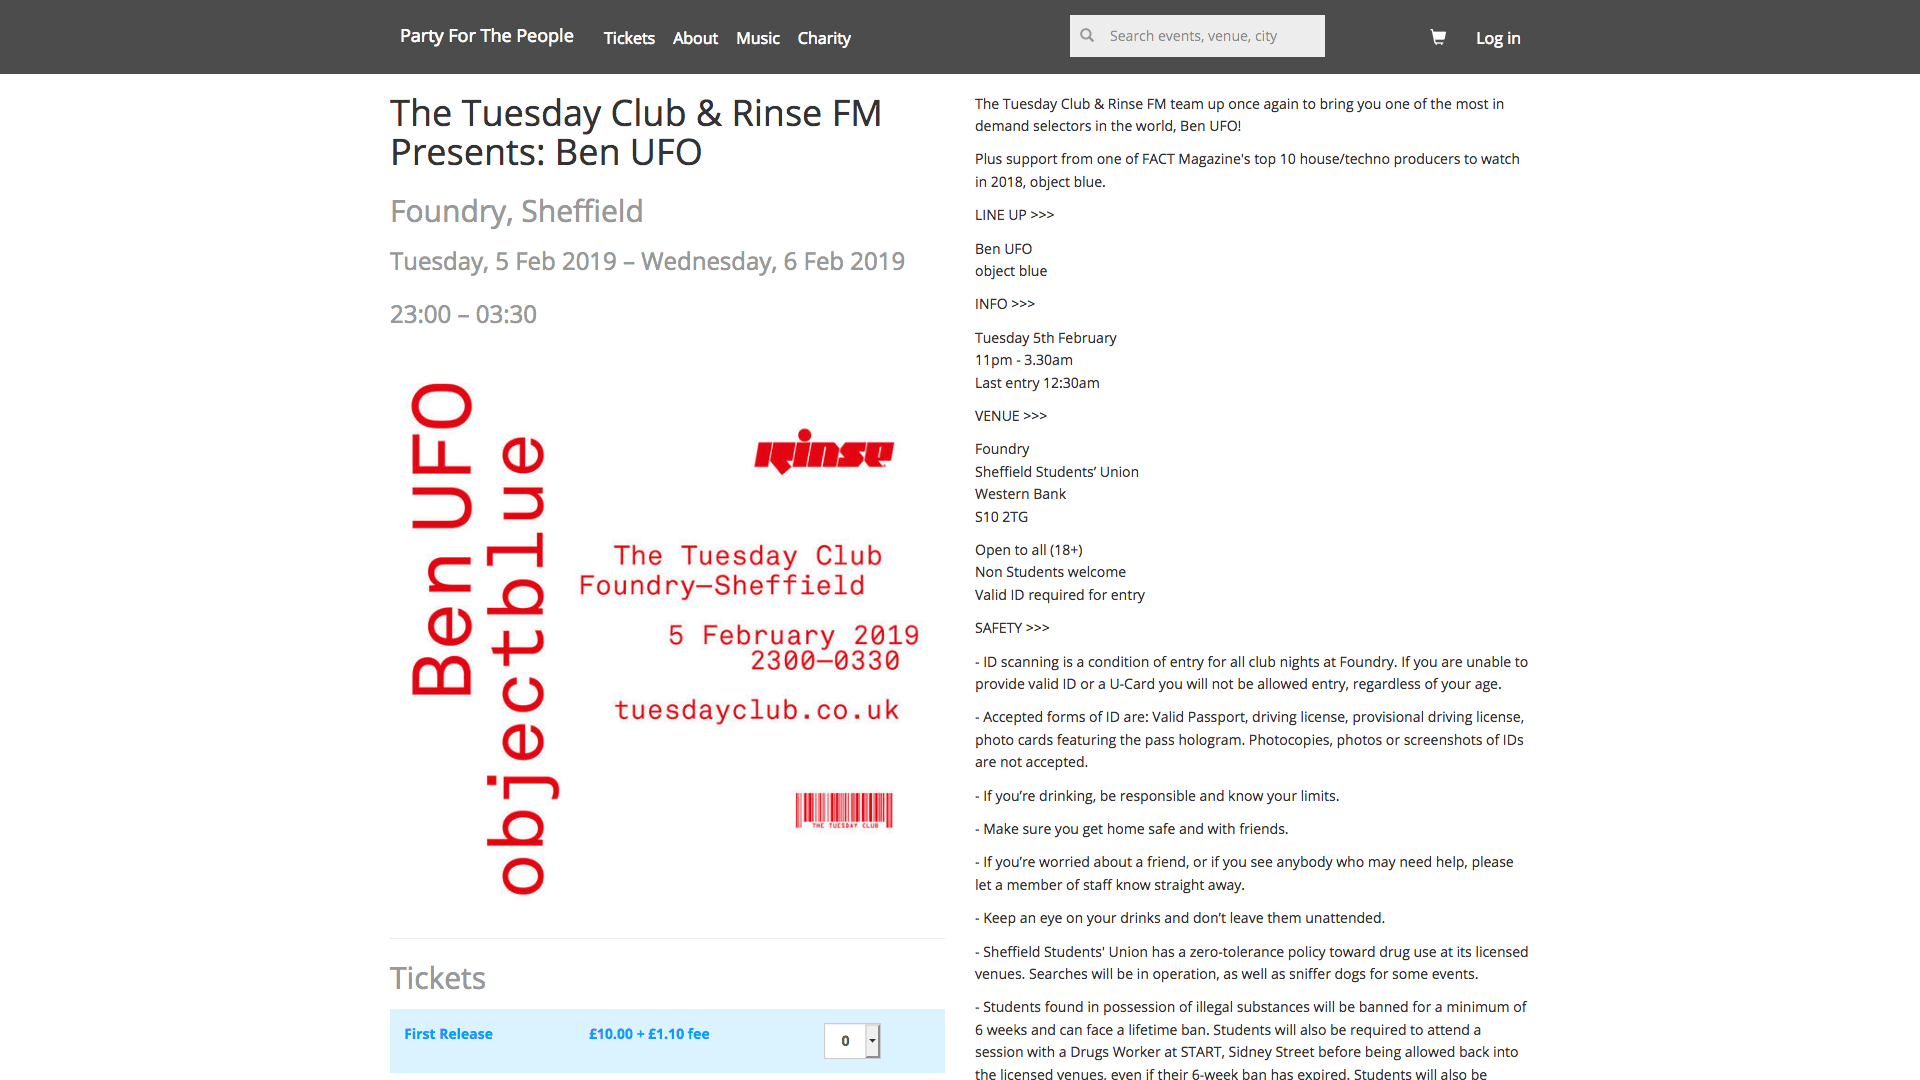 Party For The People
Tickets
About
Music
Charity
Search events, venue, city
Log in
The Tuesday Club & Rinse FM
Presents: Ben UFO
Foundry, Sheffield
Tuesday, 5 Feb 2019 – Wednesday, 6 Feb 2019
23:00 – 03:30
Ben UFO
objectblue
rinse
The Tuesday Club
Foundry—Sheffield
5 February 2019
2300—0330
tuesdayclub.co.uk
THE TUESDAY CLUB
Tickets
First Release
£10.00 + £1.10 fee
0
The Tuesday Club & Rinse FM team up once again to bring you one of the most in
demand selectors in the world, Ben UFO!
Plus support from one of FACT Magazine's top 10 house/techno producers to watch
in 2018, object blue.
LINE UP >>>
Ben UFO
object blue
INFO >>>
Tuesday 5th February
11pm - 3.30am
Last entry 12:30am
VENUE >>>
Foundry
Sheffield Students’ Union
Western Bank
S10 2TG
Open to all (18+)
Non Students welcome
Valid ID required for entry
SAFETY >>>
- ID scanning is a condition of entry for all club nights at Foundry. If you are unable to
provide valid ID or a U-Card you will not be allowed entry, regardless of your age.
- Accepted forms of ID are: Valid Passport, driving license, provisional driving license,
photo cards featuring the pass hologram. Photocopies, photos or screenshots of IDs
are not accepted.
- If you’re drinking, be responsible and know your limits.
- Make sure you get home safe and with friends.
- If you’re worried about a friend, or if you see anybody who may need help, please
let a member of staff know straight away.
- Keep an eye on your drinks and don’t leave them unattended.
- Sheffield Students' Union has a zero-tolerance policy toward drug use at its licensed
venues. Searches will be in operation, as well as sniffer dogs for some events.
- Students found in possession of illegal substances will be banned for a minimum of
6 weeks and can face a lifetime ban. Students will also be required to attend a
session with a Drugs Worker at START, Sidney Street before being allowed back into
the licensed venues, even if their 6-week ban has expired. Students will also be